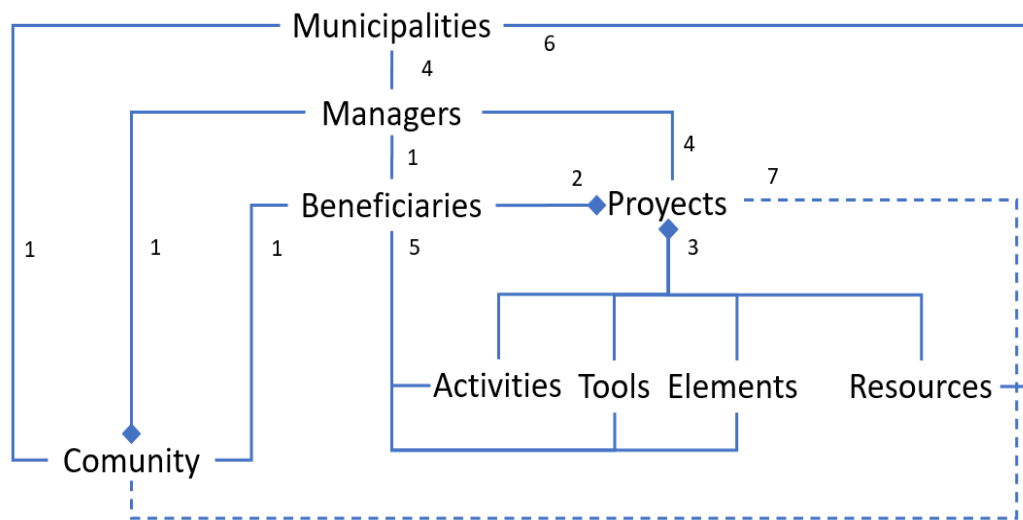 Municipalities
6
4
Managers
4
1
2
7
Beneficiaries
Proyects
1
1
1
5
3
Activities
Tools
Elements
Resources
Comunity